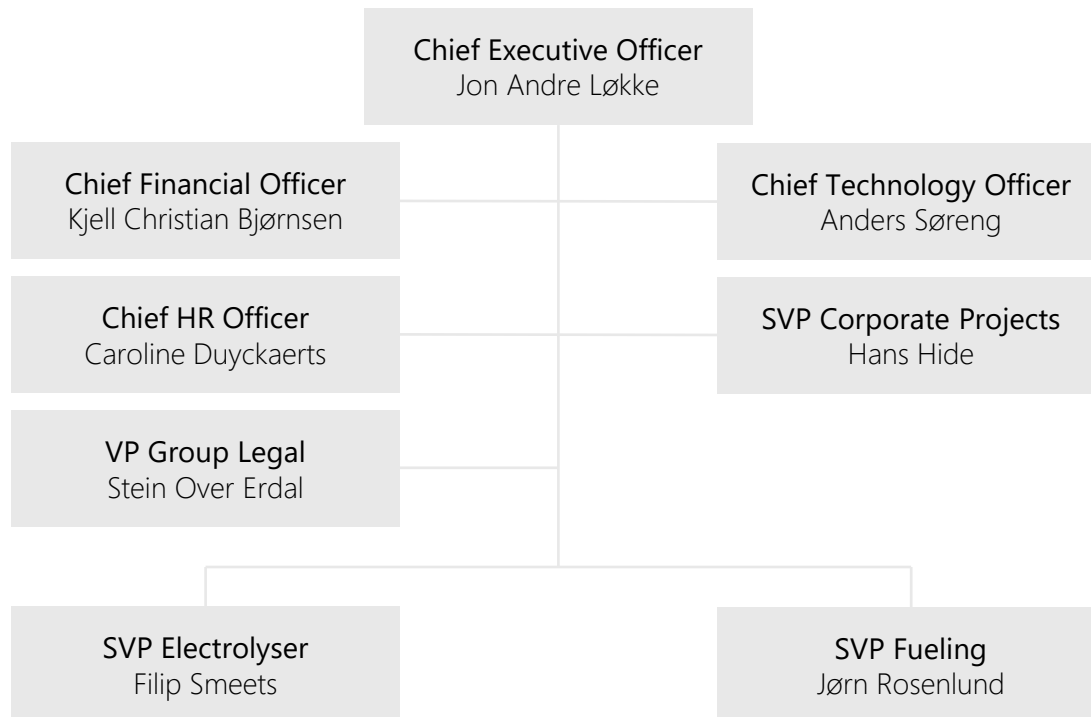 Chief Executive Officer
Jon Andre Løkke
Chief Financial Officer
Kjell Christian Bjørnsen
Chief Technology Officer
Anders Søreng
Chief HR Officer
Caroline Duyckaerts
SVP Corporate Projects
Hans Hide
VP Group Legal
Stein Over Erdal
SVP Electrolyser
Filip Smeets
SVP Fueling
Jørn Rosenlund